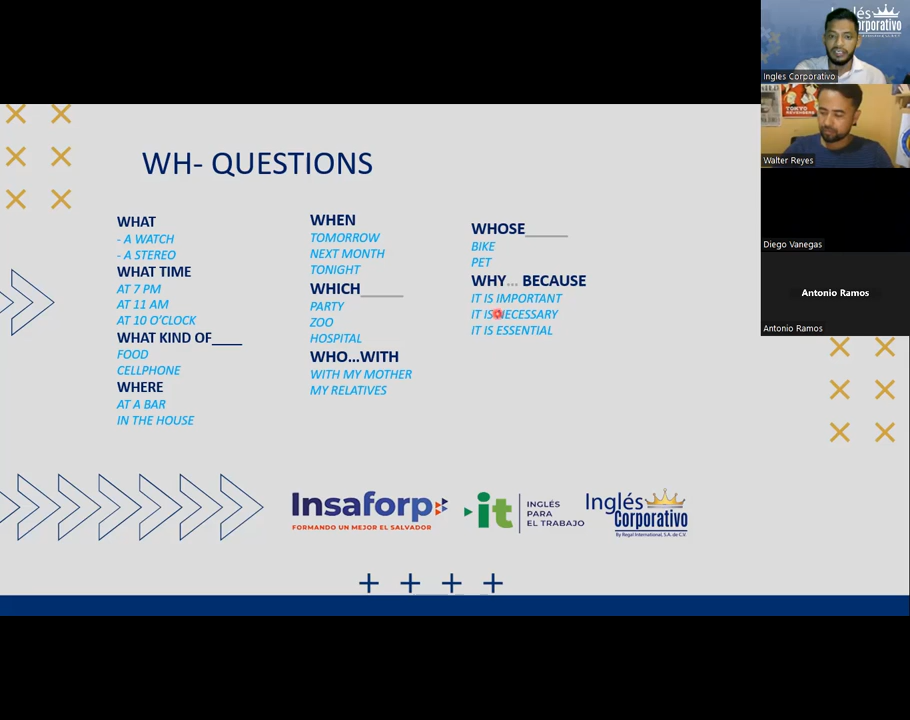 WH- QUESTIONS
WHAT
- A WATCH
- A STEREO
WHAT TIME
AT 7 PM
AT 11 AM
AT 10 O'CLOCK
WHAT KIND OF____
FOOD
CELLPHONE
WHERE
AT A BAR
IN THE HOUSE
WHEN
TOMORROW
NEXT MONTH
TONIGHT
WHICH______
PARTY
ZOO
HOSPITAL
WHO...WITH
WITH MY MOTHER
MY RELATIVES
WHOSE______
BIKE
PET
WHY... BECAUSE
IT IS IMPORTANT
IT IS NECESSARY
IT IS ESSENTIAL
Insaforp
FORMANDO UN MEJOR EL SALVADOR
it
INGLÉS
PARA
EL TRABAJO
Inglés
Corporativo
By Regal International, S.A. de C.V.
Ingles Corporativo
TOKYO
REVENGERS
Walter Reyes
Diego Vanegas
Antonio Ramos
Antonio Ramos